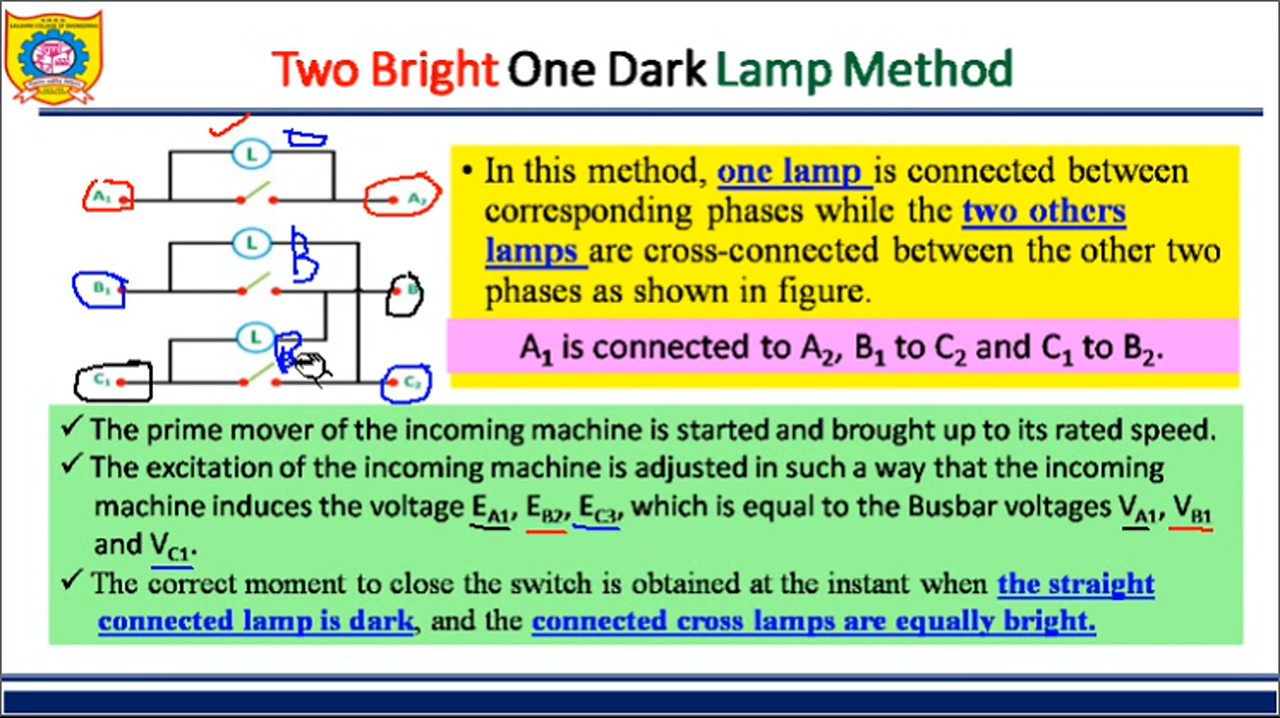 Two Bright One Dark Lamp Method
L
A₁
A₂
L
B₁
B
L
C₁
C₂
• In this method, one lamp is connected between
corresponding phases while the two others
lamps are cross-connected between the other two
phases as shown in figure.
A₁ is connected to A₂, B₁ to C₂ and C₁ to B₂.
✓ The prime mover of the incoming machine is started and brought up to its rated speed.
✓ The excitation of the incoming machine is adjusted in such a way that the incoming
machine induces the voltage E_A1, E_B2, E_C3, which is equal to the Busbar voltages V_A1, V_B1
and V_C1.
✓ The correct moment to close the switch is obtained at the instant when the straight
connected lamp is dark, and the connected cross lamps are equally bright.